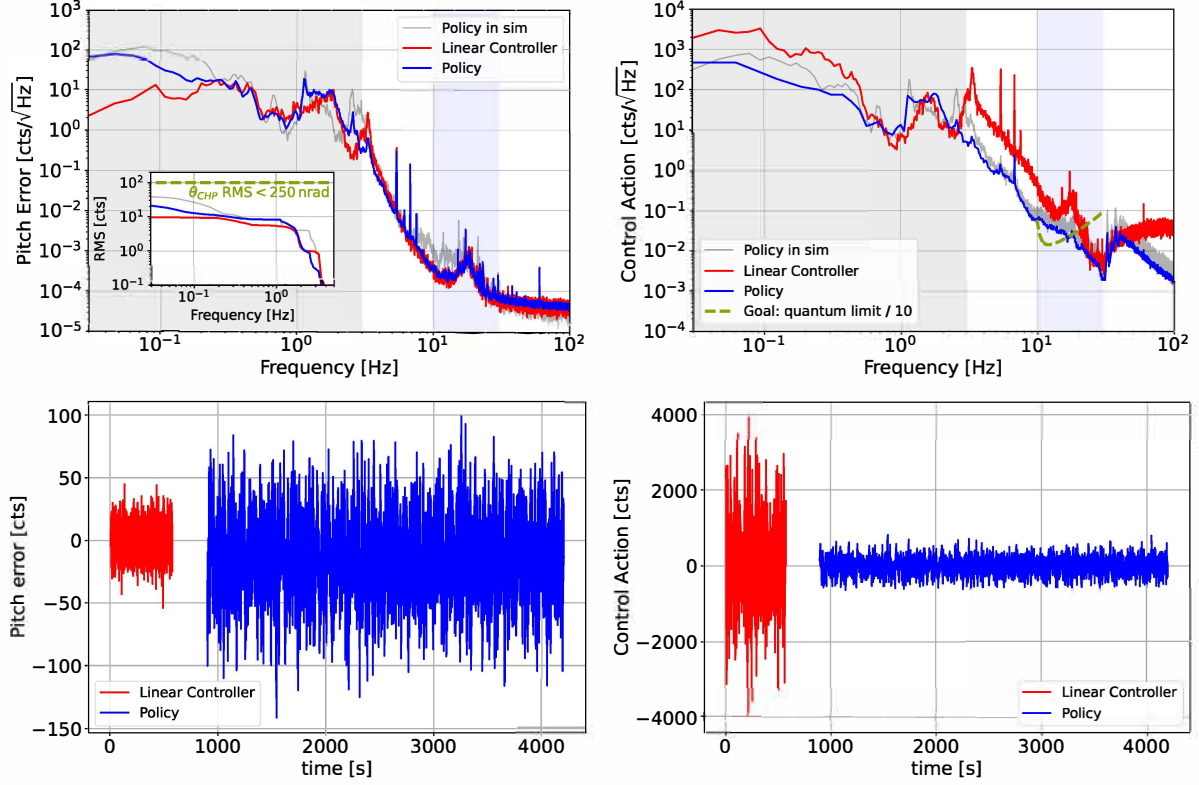 Pitch Error [cts/√Hz]
10³
10²
10¹
10⁰
10⁻¹
10⁻²
10⁻³
10⁻⁴
10⁻⁵
Policy in sim
Linear Controller
Policy
RMS [cts]
10²
10¹
10⁰
10⁻¹
θ_CHP RMS < 250 nrad
10⁻¹ 10⁰
Frequency [Hz]
10⁻¹ 10⁰ 10¹ 10²
Frequency [Hz]
Control Action [cts/√Hz]
10⁴
10³
10²
10¹
10⁰
10⁻¹
10⁻²
10⁻³
10⁻⁴
Policy in sim
Linear Controller
Policy
Goal: quantum limit / 10
10⁻¹ 10⁰ 10¹ 10²
Frequency [Hz]
Pitch error [cts]
100
50
0
−50
−100
−150
Linear Controller
Policy
0 1000 2000 3000 4000
time [s]
Control Action [cts]
4000
2000
0
−2000
−4000
Linear Controller
Policy
0 1000 2000 3000 4000
time [s]